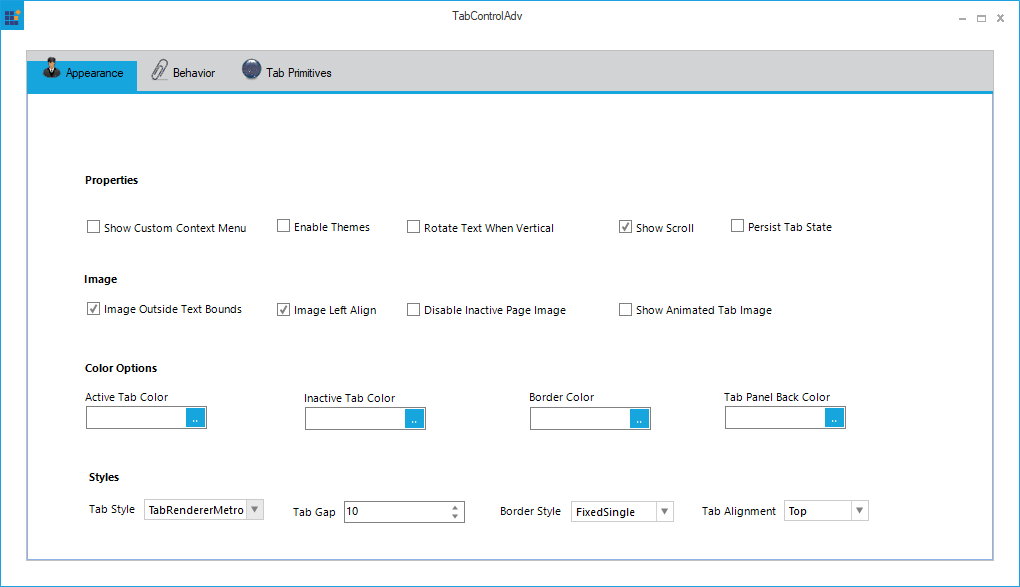 TabControlAdv
Appearance Behavior Tab Primitives
Properties
Show Custom Context Menu Enable Themes Rotate Text When Vertical Show Scroll Persist Tab State
Image
Image Outside Text Bounds Image Left Align Disable Inactive Page Image Show Animated Tab Image
Color Options
Active Tab Color Inactive Tab Color Border Color Tab Panel Back Color
.. .. .. ..
Styles
Tab Style TabRendererMetro Tab Gap 10 Border Style FixedSingle Tab Alignment Top